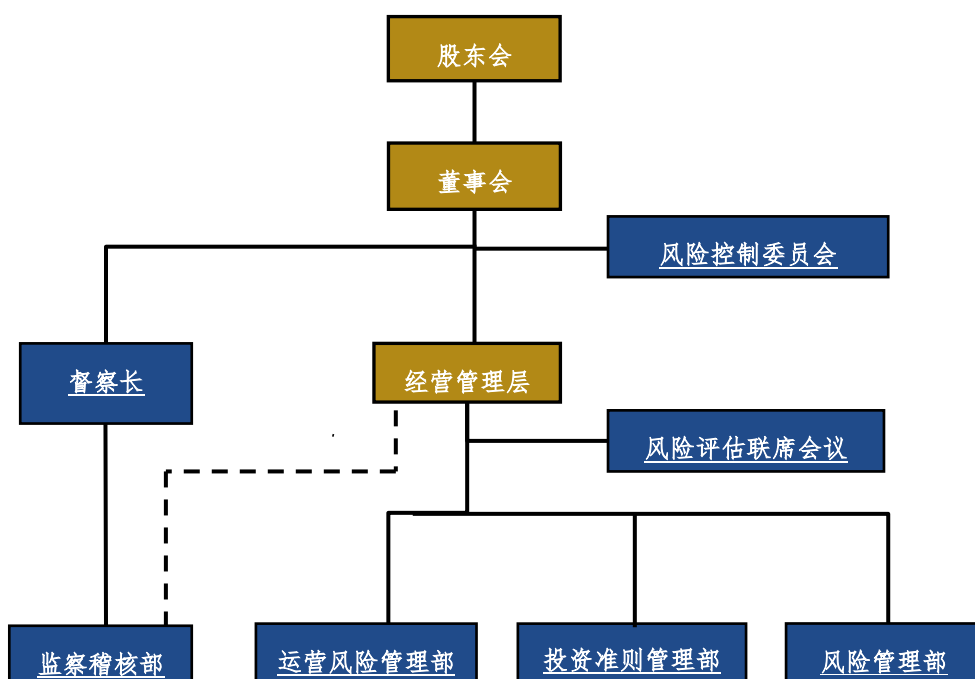 股东会
董事会
风险控制委员会
督察长
经营管理层
风险评估联席会议
监察稽核部
运营风险管理部
投资准则管理部
风险管理部